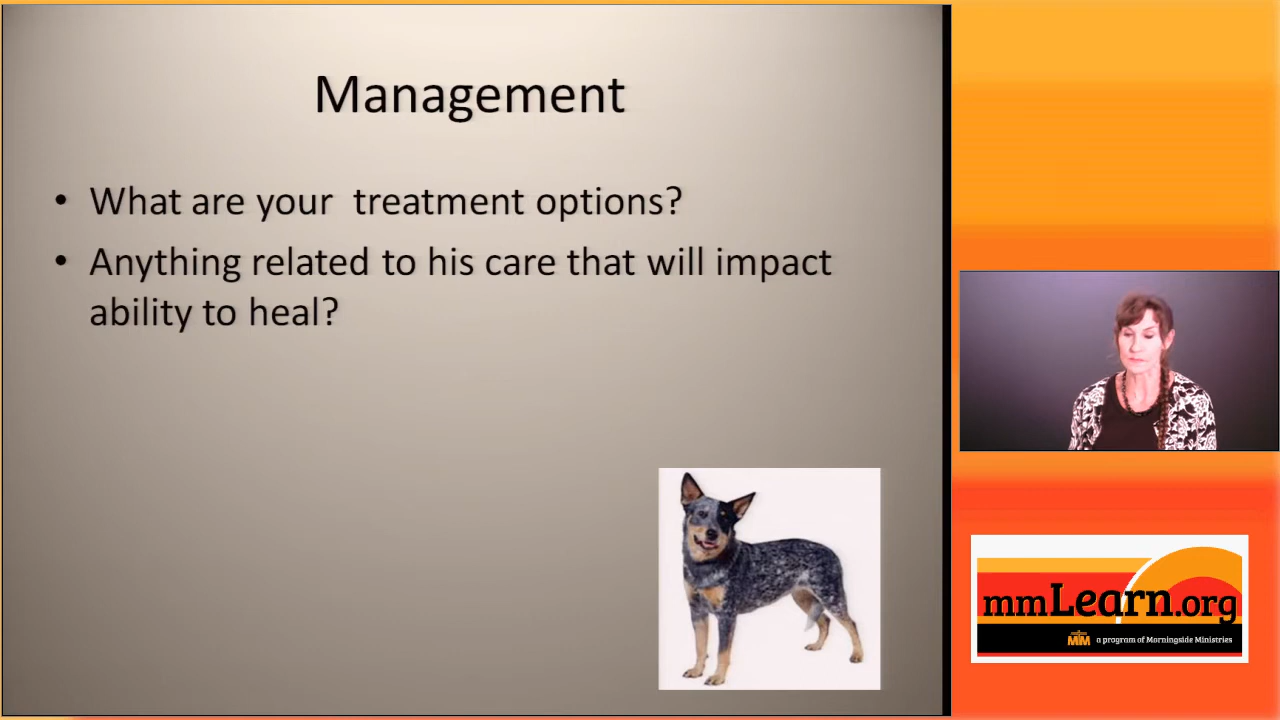 Management
• What are your  treatment options?
• Anything related to his care that will impact
ability to heal?
mmLearn.org
MM a program of Morningside Ministries